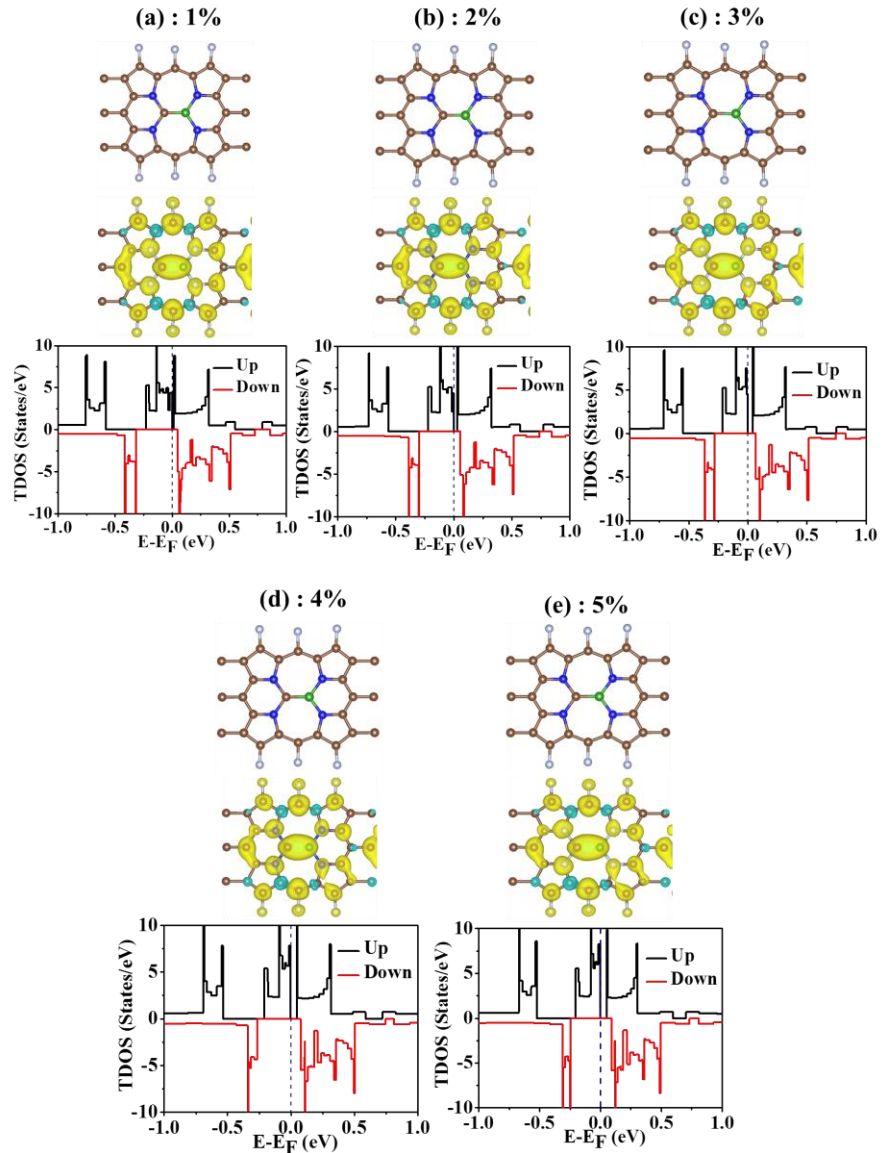 (a) : 1%
(b) : 2%
(c) : 3%
TDOS (States/eV)
10
5
0
-5
-10
Up
Down
-1.0 -0.5 0.0 0.5 1.0
E-EF (eV)
TDOS (States/eV)
10
5
0
-5
-10
Up
Down
-1.0 -0.5 0.0 0.5 1.0
E-EF (eV)
TDOS (States/eV)
10
5
0
-5
-10
Up
Down
-1.0 -0.5 0.0 0.5 1.0
E-EF (eV)
(d) : 4%
(e) : 5%
TDOS (States/eV)
10
5
0
-5
-10
Up
Down
-1.0 -0.5 0.0 0.5 1.0
E-EF (eV)
TDOS (States/eV)
10
5
0
-5
-10
Up
Down
-1.0 -0.5 0.0 0.5 1.0
E-EF (eV)